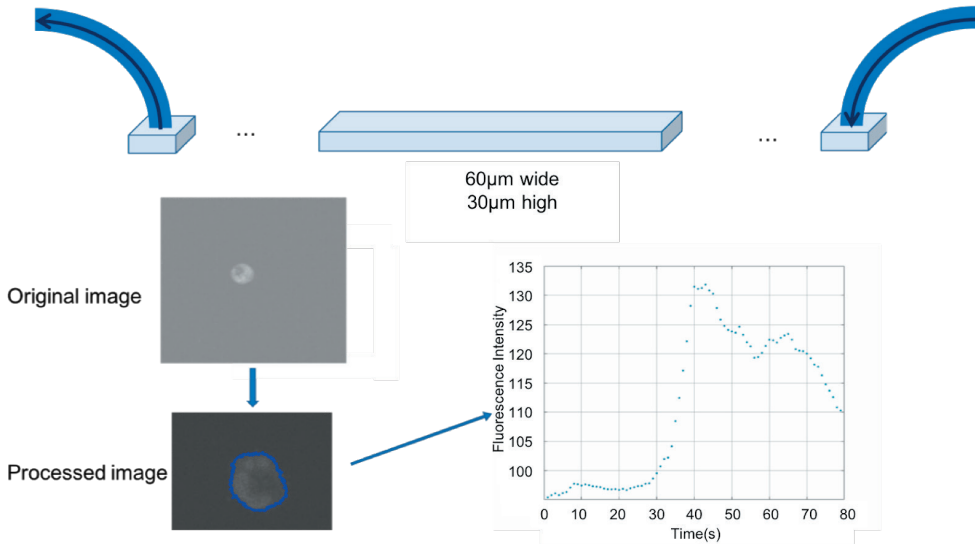 ... ...
60µm wide
30µm high
Original image
Processed image
Fluorescence Intensity
135
130
125
120
115
110
105
100
0 10 20 30 40 50 60 70 80
Time(s)